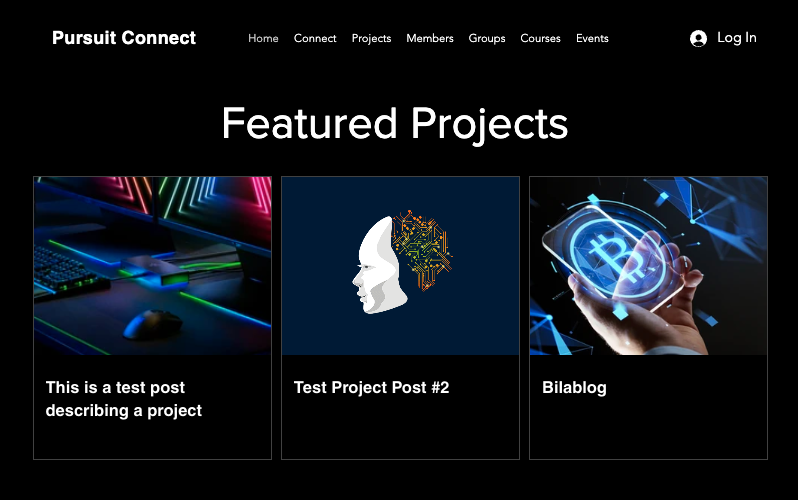 Pursuit Connect
Home Connect Projects Members Groups Courses Events
Log In
Featured Projects
This is a test post
describing a project
Test Project Post #2
Bilablog